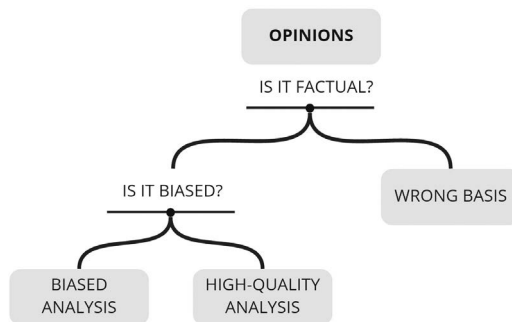 OPINIONS
IS IT FACTUAL?
IS IT BIASED?
WRONG BASIS
BIASED
ANALYSIS
HIGH-QUALITY
ANALYSIS